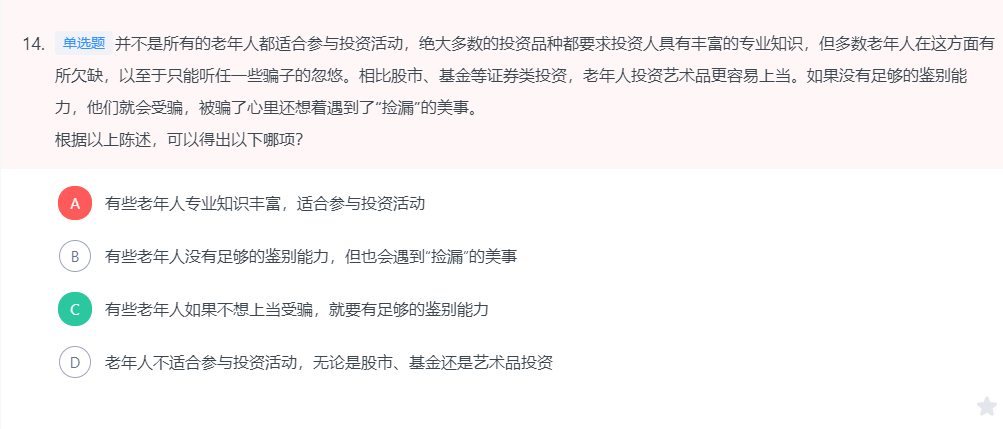 14. 单选题 并不是所有的老年人都适合参与投资活动，绝大多数的投资品种都要求投资人具有丰富的专业知识，但多数老年人在这方面有
所欠缺，以至于只能听任一些骗子的忽悠。相比股市、基金等证券类投资，老年人投资艺术品更容易上当。如果没有足够的鉴别能
力，他们就会受骗，被骗了心里还想着遇到了“捡漏”的美事。
根据以上陈述，可以得出以下哪项？
A 有些老年人专业知识丰富，适合参与投资活动
B 有些老年人没有足够的鉴别能力，但也会遇到“捡漏”的美事
C 有些老年人如果不想上当受骗，就要有足够的鉴别能力
D 老年人不适合参与投资活动，无论是股市、基金还是艺术品投资